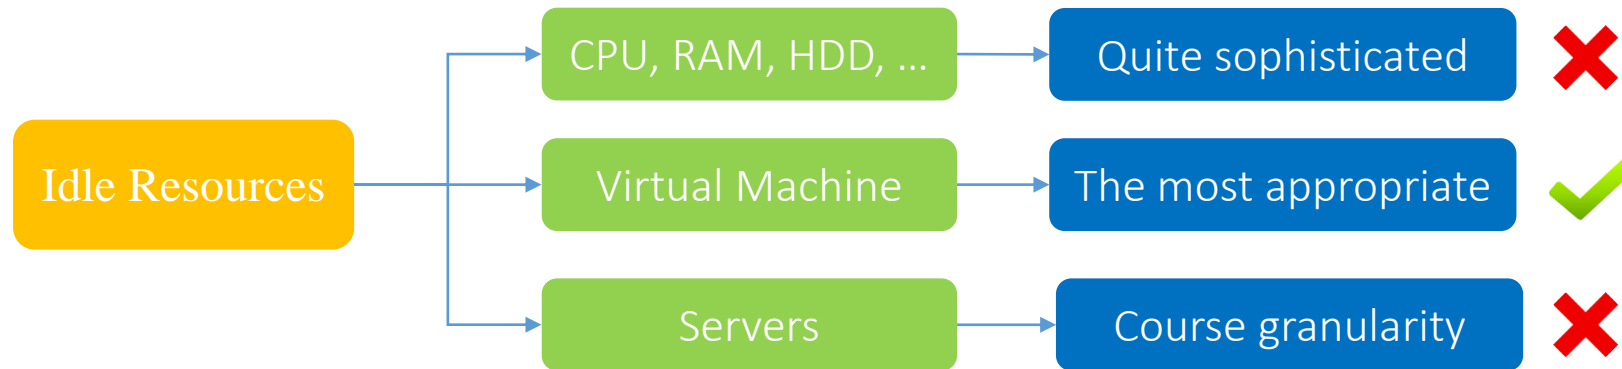 CPU, RAM, HDD, ...
Quite sophisticated
Idle Resources
Virtual Machine
The most appropriate
Servers
Course granularity